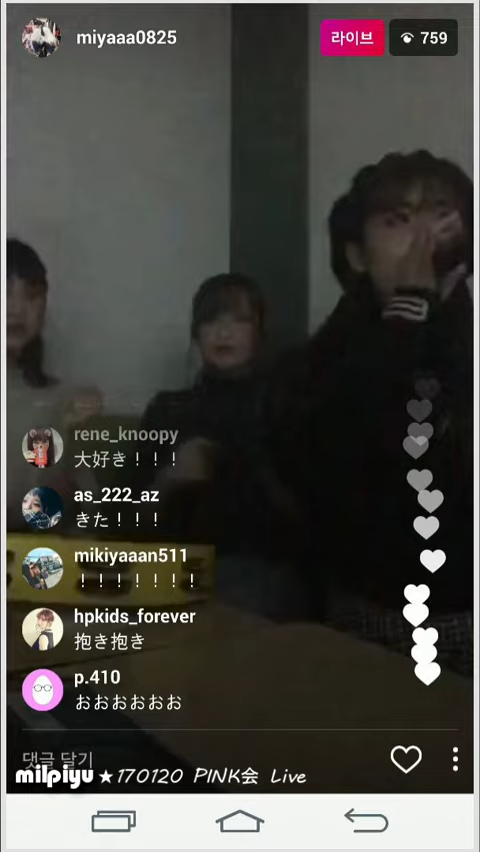 miyaaa0825
라이브
759
rene_knoopy
大好き！！！
as_222_az
きた！！！
mikiyaaan511
！！！！！！！
hpkids_forever
抱き抱き
p.410
おおおおおお
댓글 달기
milpiyu★170120 PINK会 Live